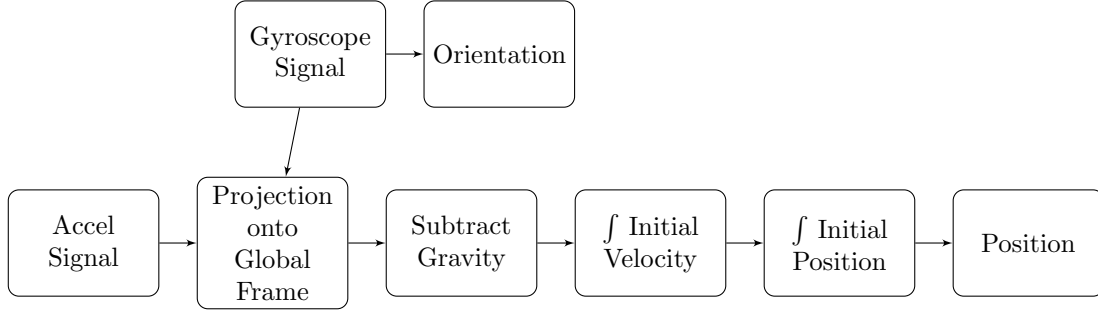 Gyroscope
Signal
Orientation
Accel
Signal
Projection
onto
Global
Frame
Subtract
Gravity
∫ Initial
Velocity
∫ Initial
Position
Position